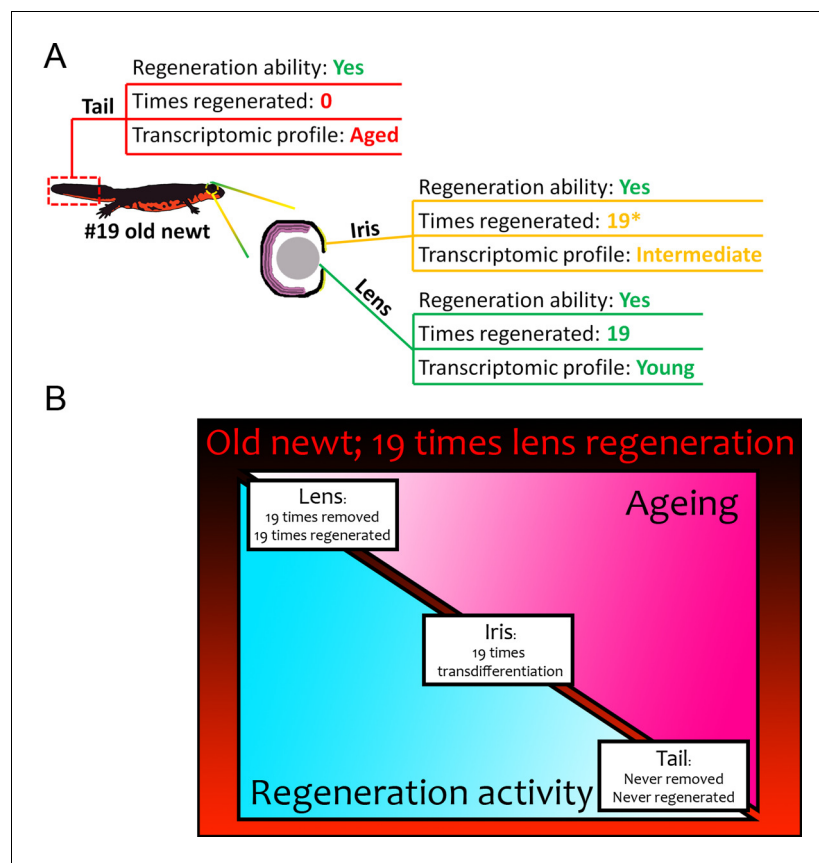 A
Regeneration ability: Yes
Tail
Times regenerated: 0
Transcriptomic profile: Aged
#19 old newt
Iris
Regeneration ability: Yes
Times regenerated: 19*
Transcriptomic profile: Intermediate
Lens
Regeneration ability: Yes
Times regenerated: 19
Transcriptomic profile: Young
B
Old newt; 19 times lens regeneration
Lens:
19 times removed
19 times regenerated
Ageing
Iris:
19 times
transdifferentiation
Tail:
Never removed
Never regenerated
Regeneration activity